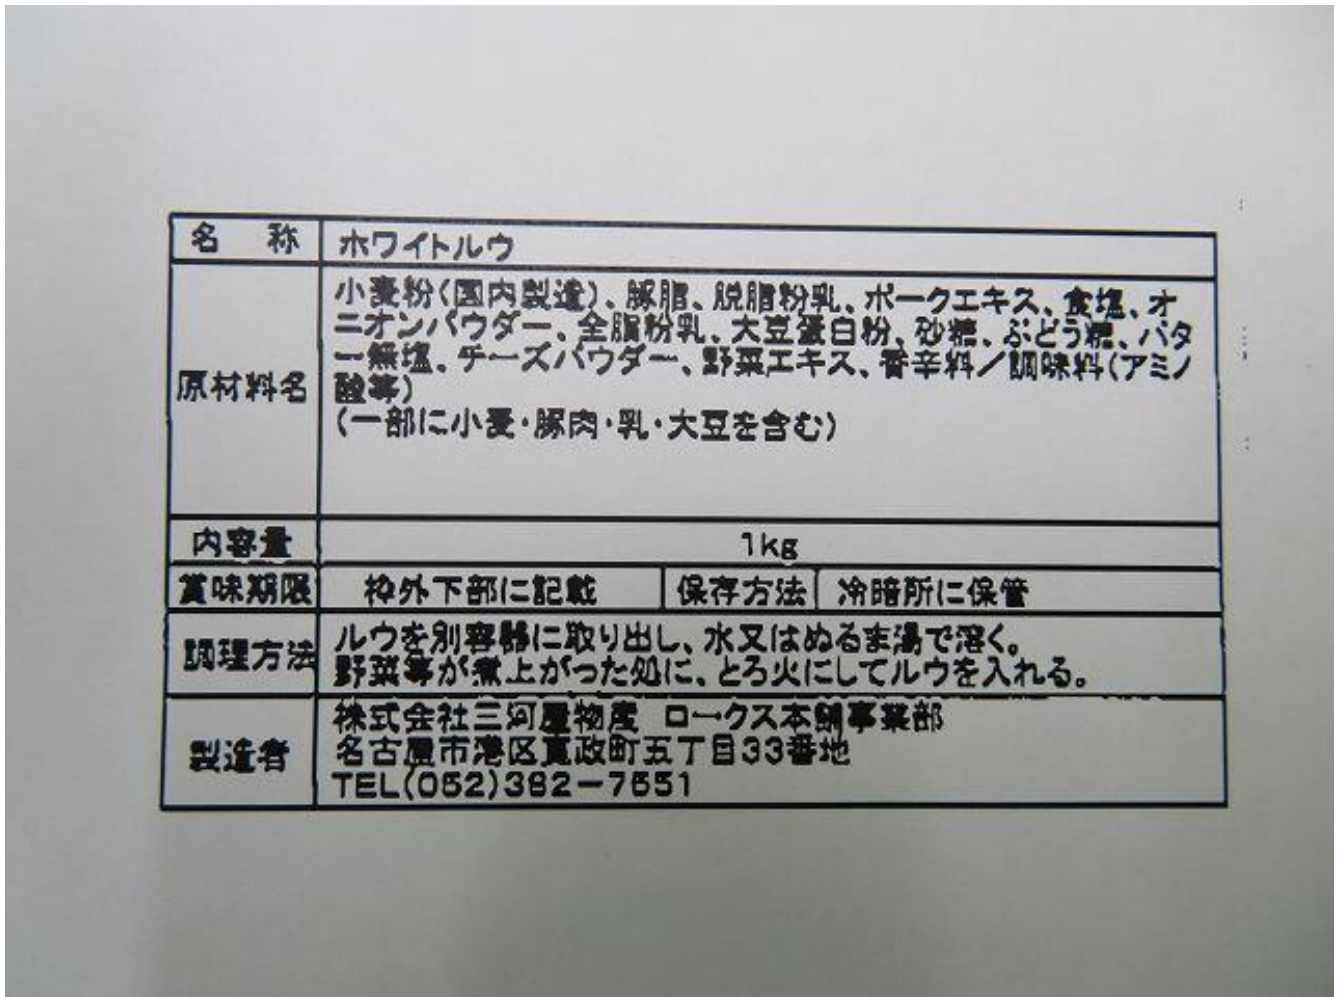 名 称 ホワイトルウ
原材料名
小麦粉(国内製造)、豚脂、脱脂粉乳、ポークエキス、食塩、オ
ニオンパウダー、全脂粉乳、大豆蛋白粉、砂糖、ぶどう糖、バタ
ー無塩、チーズパウダー、野菜エキス、香辛料/調味料(アミノ
酸等)
(一部に小麦・豚肉・乳・大豆を含む)
内容量 1kg
賞味期限 枠外下部に記載 保存方法 冷暗所に保管
調理方法
ルウを別容器に取り出し、水又はぬるま湯で溶く。
野菜等が煮上がった処に、とろ火にしてルウを入れる。
製造者
株式会社三河屋物産 ロークス本舗事業部
名古屋市港区寛政町五丁目33番地
TEL(052)382-7551